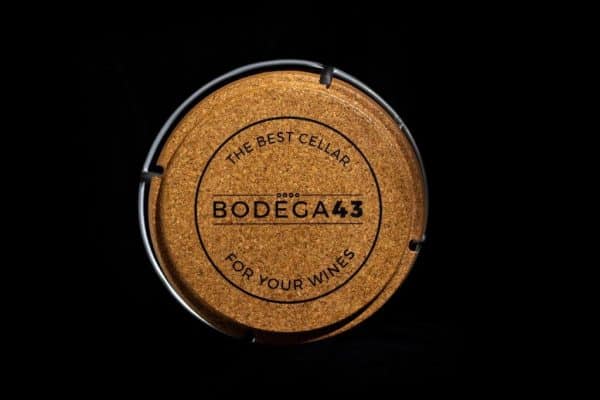 THE BEST CELLAR,
BODEGA43
FOR YOUR WINES